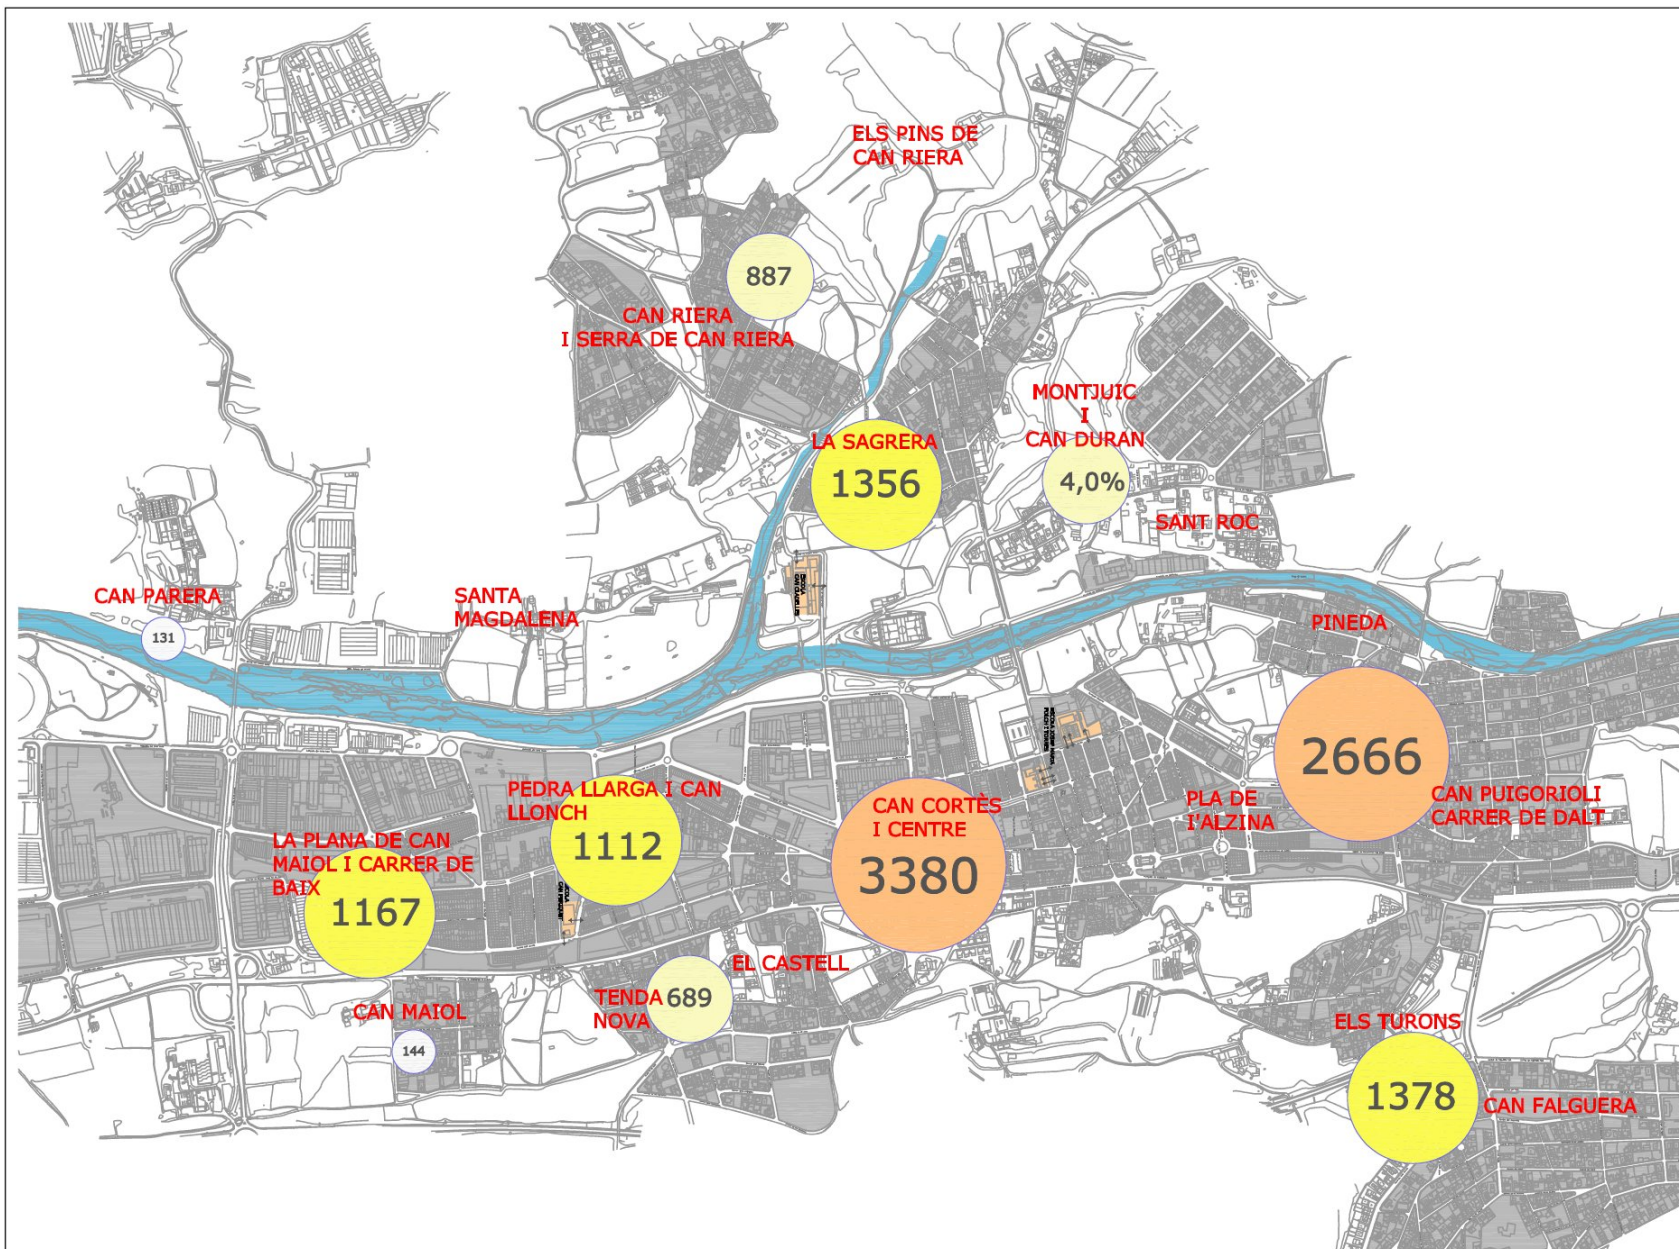 ELS PINS DE
CAN RIERA
887
CAN RIERA
I SERRA DE CAN RIERA
MONTJUIC
I
CAN DURAN
LA SAGRERA
1356
4,0%
SANT ROC
CAN PARERA
131
SANTA
MAGDALENA
PINEDA
2666
PEDRA LLARGA I CAN
LLONCH
1112
CAN CORTÈS
I CENTRE
3380
PLA DE
l'ALZINA
CAN PUIGORIOLI
CARRER DE DALT
LA PLANA DE CAN
MAIOL I CARRER DE
BAIX
1167
EL CASTELL
TENDA
NOVA
689
CAN MAIOL
144
ELS TURONS
1378
CAN FALGUERA